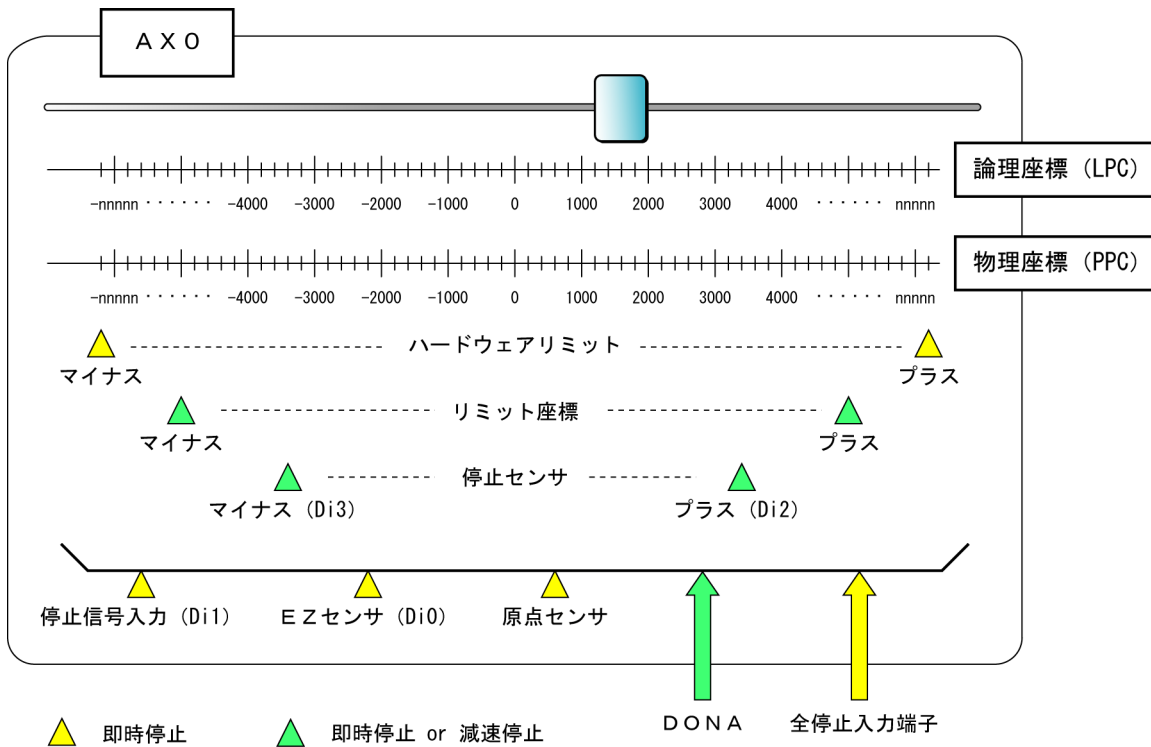 ＡＸ０
論理座標（LPC）
-nnnnn ‥‥‥ -4000 -3000 -2000 -1000 0 1000 2000 3000 4000 ‥‥‥ nnnnn
物理座標（PPC）
-nnnnn ‥‥‥ -4000 -3000 -2000 -1000 0 1000 2000 3000 4000 ‥‥‥ nnnnn
ハードウェアリミット
マイナス プラス
リミット座標
マイナス プラス
停止センサ
マイナス（Di3） プラス（Di2）
停止信号入力（Di1） ＥＺセンサ（Di0） 原点センサ
ＤＯＮＡ 全停止入力端子
即時停止 即時停止 or 減速停止